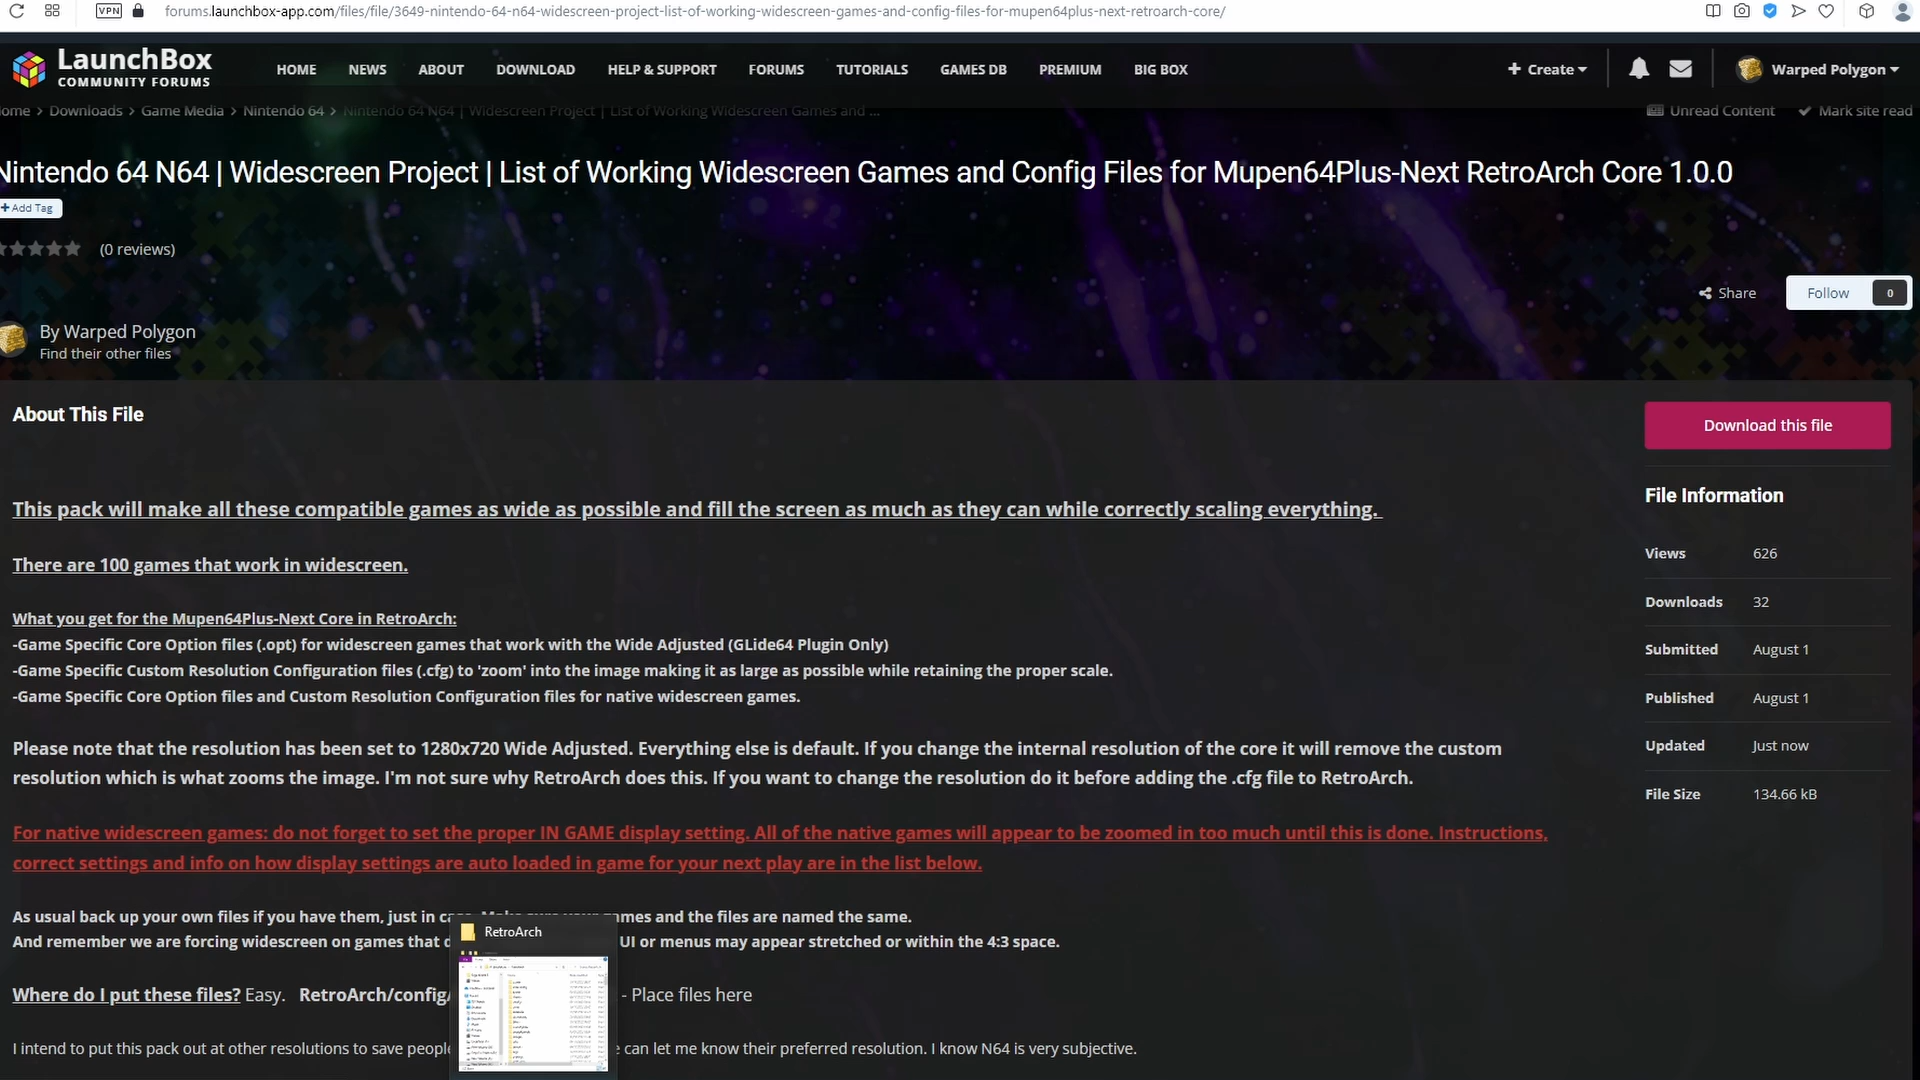 VPN forums.launchbox-app.com/files/file/3649-nintendo-64-n64-widescreen-project-list-of-working-widescreen-games-and-config-files-for-mupen64plus-next-retroarch-core/
LaunchBox
COMMUNITY FORUMS
HOME NEWS ABOUT DOWNLOAD HELP & SUPPORT FORUMS TUTORIALS GAMES DB PREMIUM BIG BOX
+ Create
Warped Polygon
ome > Downloads > Game Media > Nintendo 64 > Nintendo 64 N64 | Widescreen Project | List of Working Widescreen Games and ...
Unread Content Mark site read
Nintendo 64 N64 | Widescreen Project | List of Working Widescreen Games and Config Files for Mupen64Plus-Next RetroArch Core 1.0.0
+ Add Tag
(0 reviews)
Share
Follow 0
By Warped Polygon
Find their other files
About This File
Download this file
This pack will make all these compatible games as wide as possible and fill the screen as much as they can while correctly scaling everything.
There are 100 games that work in widescreen.
What you get for the Mupen64Plus-Next Core in RetroArch:
-Game Specific Core Option files (.opt) for widescreen games that work with the Wide Adjusted (GLide64 Plugin Only)
-Game Specific Custom Resolution Configuration files (.cfg) to 'zoom' into the image making it as large as possible while retaining the proper scale.
-Game Specific Core Option files and Custom Resolution Configuration files for native widescreen games.
Please note that the resolution has been set to 1280x720 Wide Adjusted. Everything else is default. If you change the internal resolution of the core it will remove the custom
resolution which is what zooms the image. I'm not sure why RetroArch does this. If you want to change the resolution do it before adding the .cfg file to RetroArch.
For native widescreen games: do not forget to set the proper IN GAME display setting. All of the native games will appear to be zoomed in too much until this is done. Instructions,
correct settings and info on how display settings are auto loaded in game for your next play are in the list below.
As usual back up your own files if you have them, just in games and the files are named the same.
And remember we are forcing widescreen on games that UI or menus may appear stretched or within the 4:3 space.
Where do I put these files? Easy. RetroArch/config/ - Place files here
I intend to put this pack out at other resolutions to save people can let me know their preferred resolution. I know N64 is very subjective.
RetroArch
File Information
Views 626
Downloads 32
Submitted August 1
Published August 1
Updated Just now
File Size 134.66 kB